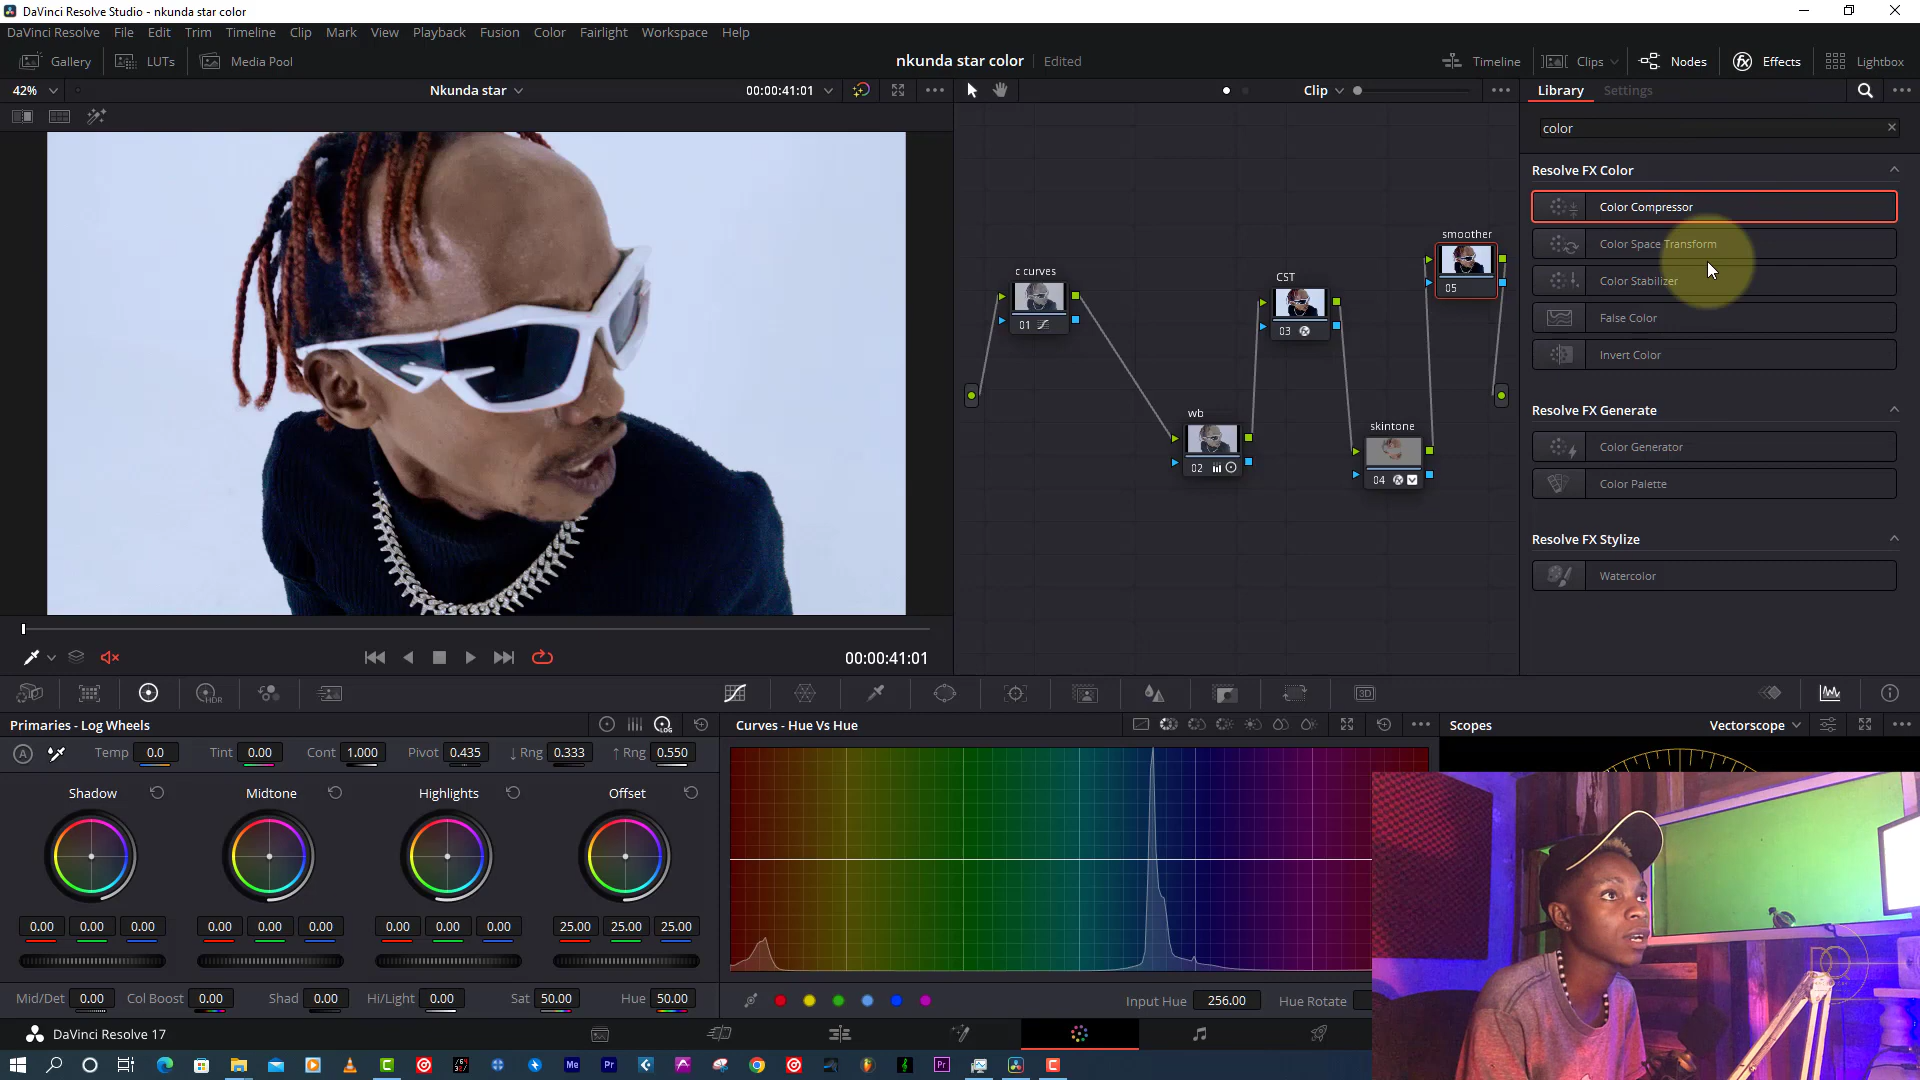 DaVinci Resolve Studio - nkunda star color
DaVinci Resolve File Edit Trim Timeline Clip Mark View Playback Fusion Color Fairlight Workspace Help
Gallery LUTs Media Pool nkunda star color Edited Timeline Clips Nodes Effects Lightbox
42% Nkunda star 00:00:41:01 Clip Library Settings
color
Resolve FX Color
Color Compressor
Color Space Transform
Color Stabilizer
False Color
Invert Color
Resolve FX Generate
Color Generator
Color Palette
Resolve FX Stylize
Watercolor
c curves
01
wb
02
CST
03
skintone
04
smoother
05
00:00:41:01
HDR
3D
Primaries - Log Wheels
LOG
Curves - Hue Vs Hue
Scopes Vectorscope
A Temp 0.0 Tint 0.00 Cont 1.000 Pivot 0.435 ↓ Rng 0.333 ↑ Rng 0.550
Shadow Midtone Highlights Offset
0.00 0.00 0.00 0.00 0.00 0.00 0.00 0.00 0.00 25.00 25.00 25.00
Mid/Det 0.00 Col Boost 0.00 Shad 0.00 Hi/Light 0.00 Sat 50.00 Hue 50.00
Input Hue 256.00 Hue Rotate
DaVinci Resolve 17
Me Pr Pr